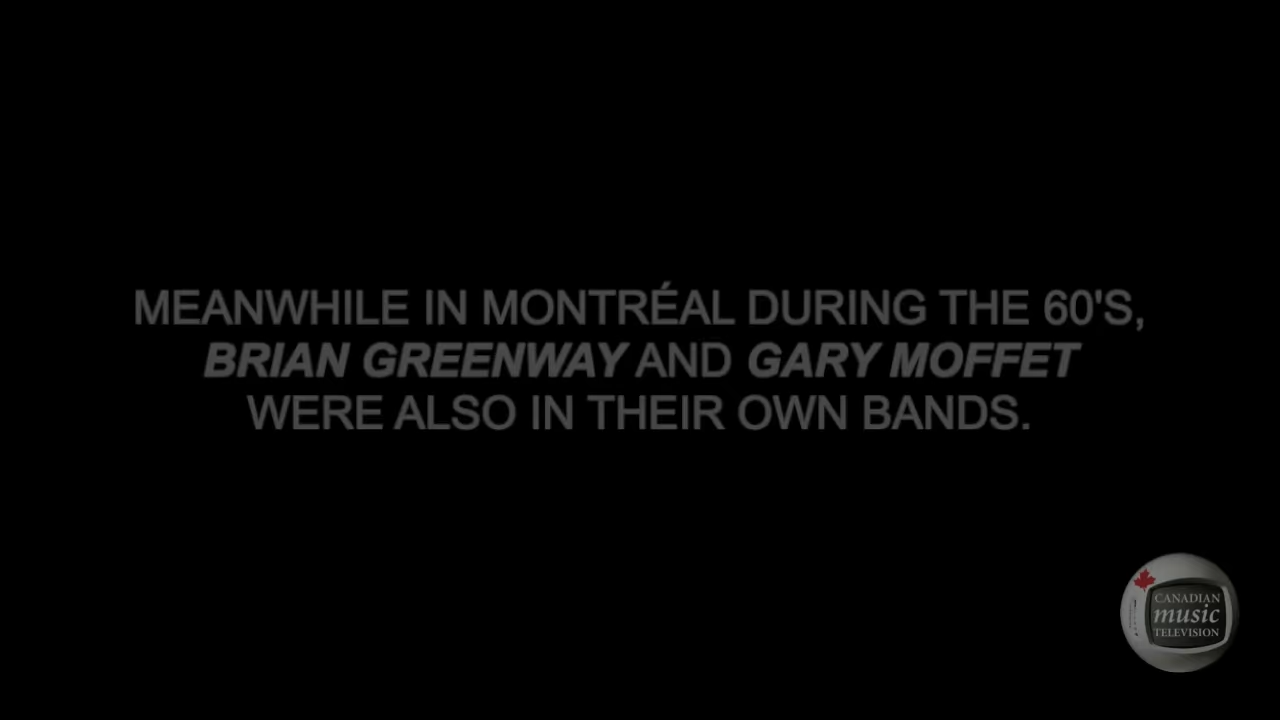 MEANWHILE IN MONTRÉAL DURING THE 60'S,
BRIAN GREENWAY AND GARY MOFFET
WERE ALSO IN THEIR OWN BANDS.
CANADIAN
music
TELEVISION